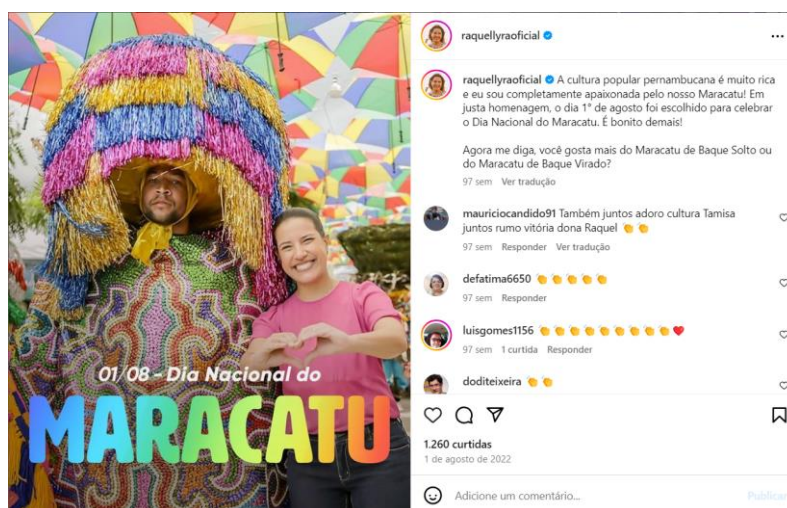 raquellyraoficial
raquellyraoficial A cultura popular pernambucana é muito rica
e eu sou completamente apaixonada pelo nosso Maracatu! Em
justa homenagem, o dia 1° de agosto foi escolhido para celebrar
o Dia Nacional do Maracatu. É bonito demais!
Agora me diga, você gosta mais do Maracatu de Baque Solto ou
do Maracatu de Baque Virado?
97 sem Ver tradução
mauriciocandido91 Também juntos adoro cultura Tamisa
juntos rumo vitória dona Raquel 👏 👏
97 sem Responder Ver tradução
defatima6650 👏 👏 👏 👏 👏
97 sem Responder
luisgomes1156 👏 👏 👏 👏 👏 👏 👏 👏 👏 ❤️
97 sem 1 curtida Responder
doditeixeira 👏 👏
1.260 curtidas
1 de agosto de 2022
Adicione um comentário...
Publicar
01/08 - Dia Nacional do
MARACATU